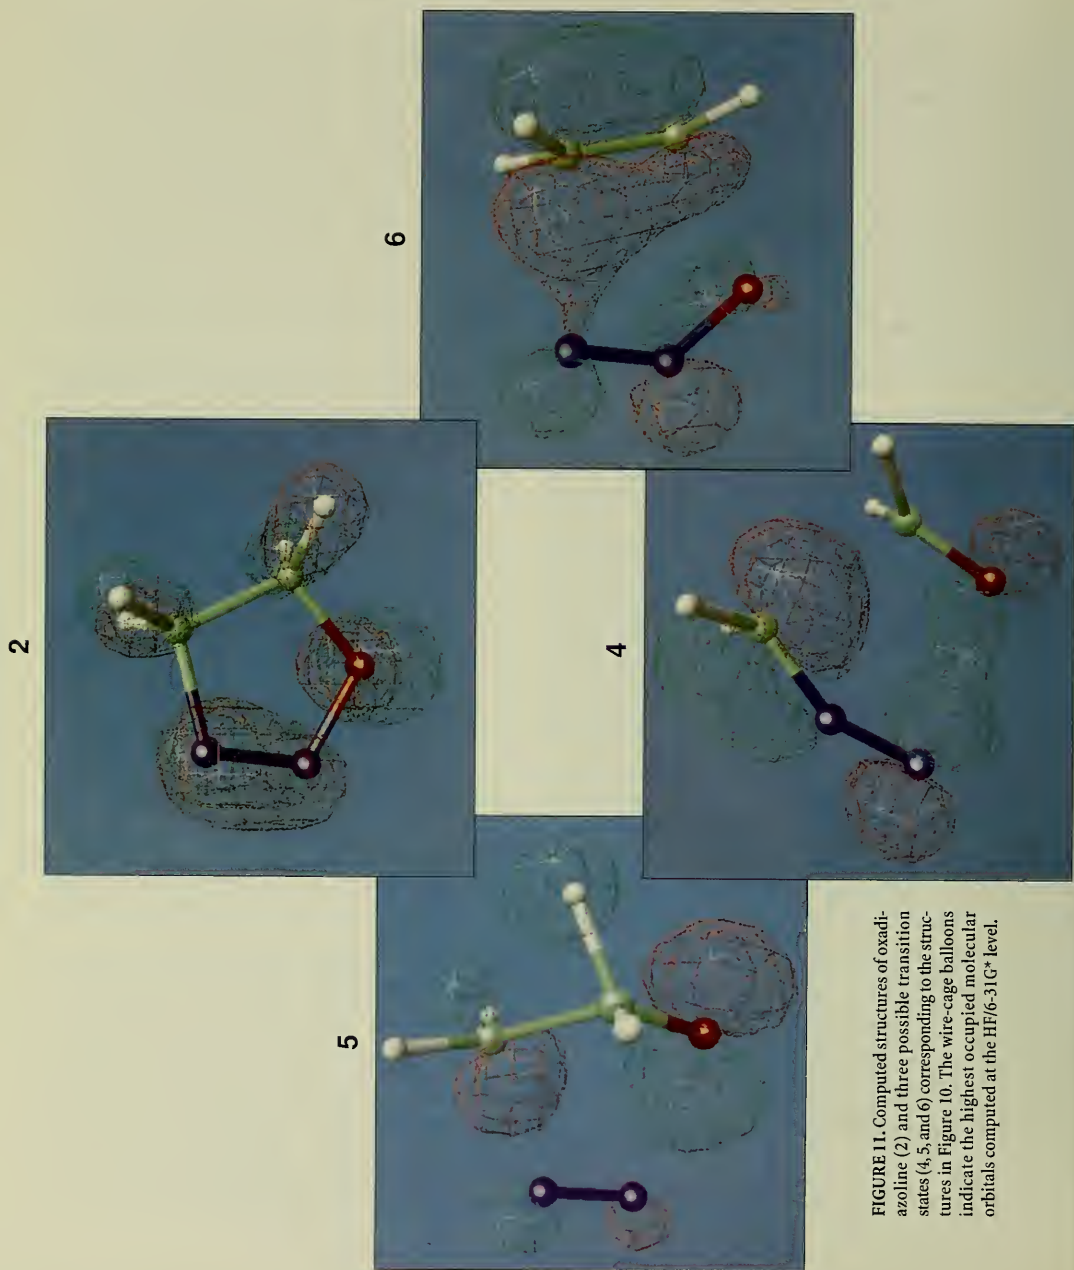 2
6
5
4
FIGURE 11. Computed structures of oxadi-
azoline (2) and three possible transition
states (4, 5, and 6) corresponding to the struc-
tures in Figure 10. The wire-cage balloons
indicate the highest occupied molecular
orbitals computed at the HF/6-31G* level.